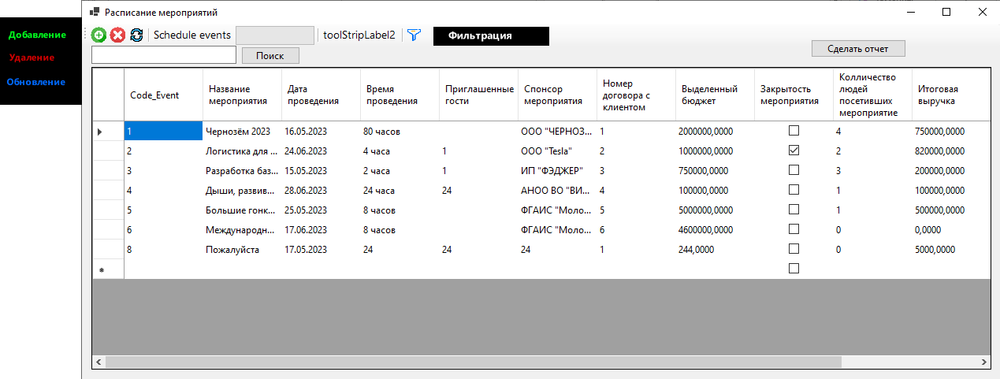 Расписание мероприятий
Добавление
Удаление
Обновление
Schedule events
toolStripLabel2
Фильтрация
Поиск
Сделать отчет
Code_Event
Название мероприятия
Дата проведения
Время проведения
Приглашенные гости
Спонсор мероприятия
Номер договора с клиентом
Выделенный бюджет
Закрытость мероприятия
Колличество людей посетивших мероприятие
Итоговая выручка
1 Чернозём 2023 16.05.2023 80 часов ООО "ЧЕРНОЗ... 1 2000000,0000 4 750000,0000
2 Логистика для ... 24.06.2023 4 часа 1 ООО "Tesla" 2 1000000,0000 2 820000,0000
3 Разработка баз... 15.05.2023 2 часа 1 ИП "ФЭДЖЕР" 3 750000,0000 3 200000,0000
4 Дыши, развив... 28.06.2023 24 часа 24 АНОО ВО "ВИ... 4 100000,0000 1 100000,0000
5 Большие гонк... 25.05.2023 8 часов ФГАИС "Моло... 5 5000000,0000 1 500000,0000
6 Международн... 17.06.2023 8 часов ФГАИС "Моло... 6 4600000,0000 0 0,0000
8 Пожалуйста 17.05.2023 24 24 24 1 244,0000 0 5000,0000